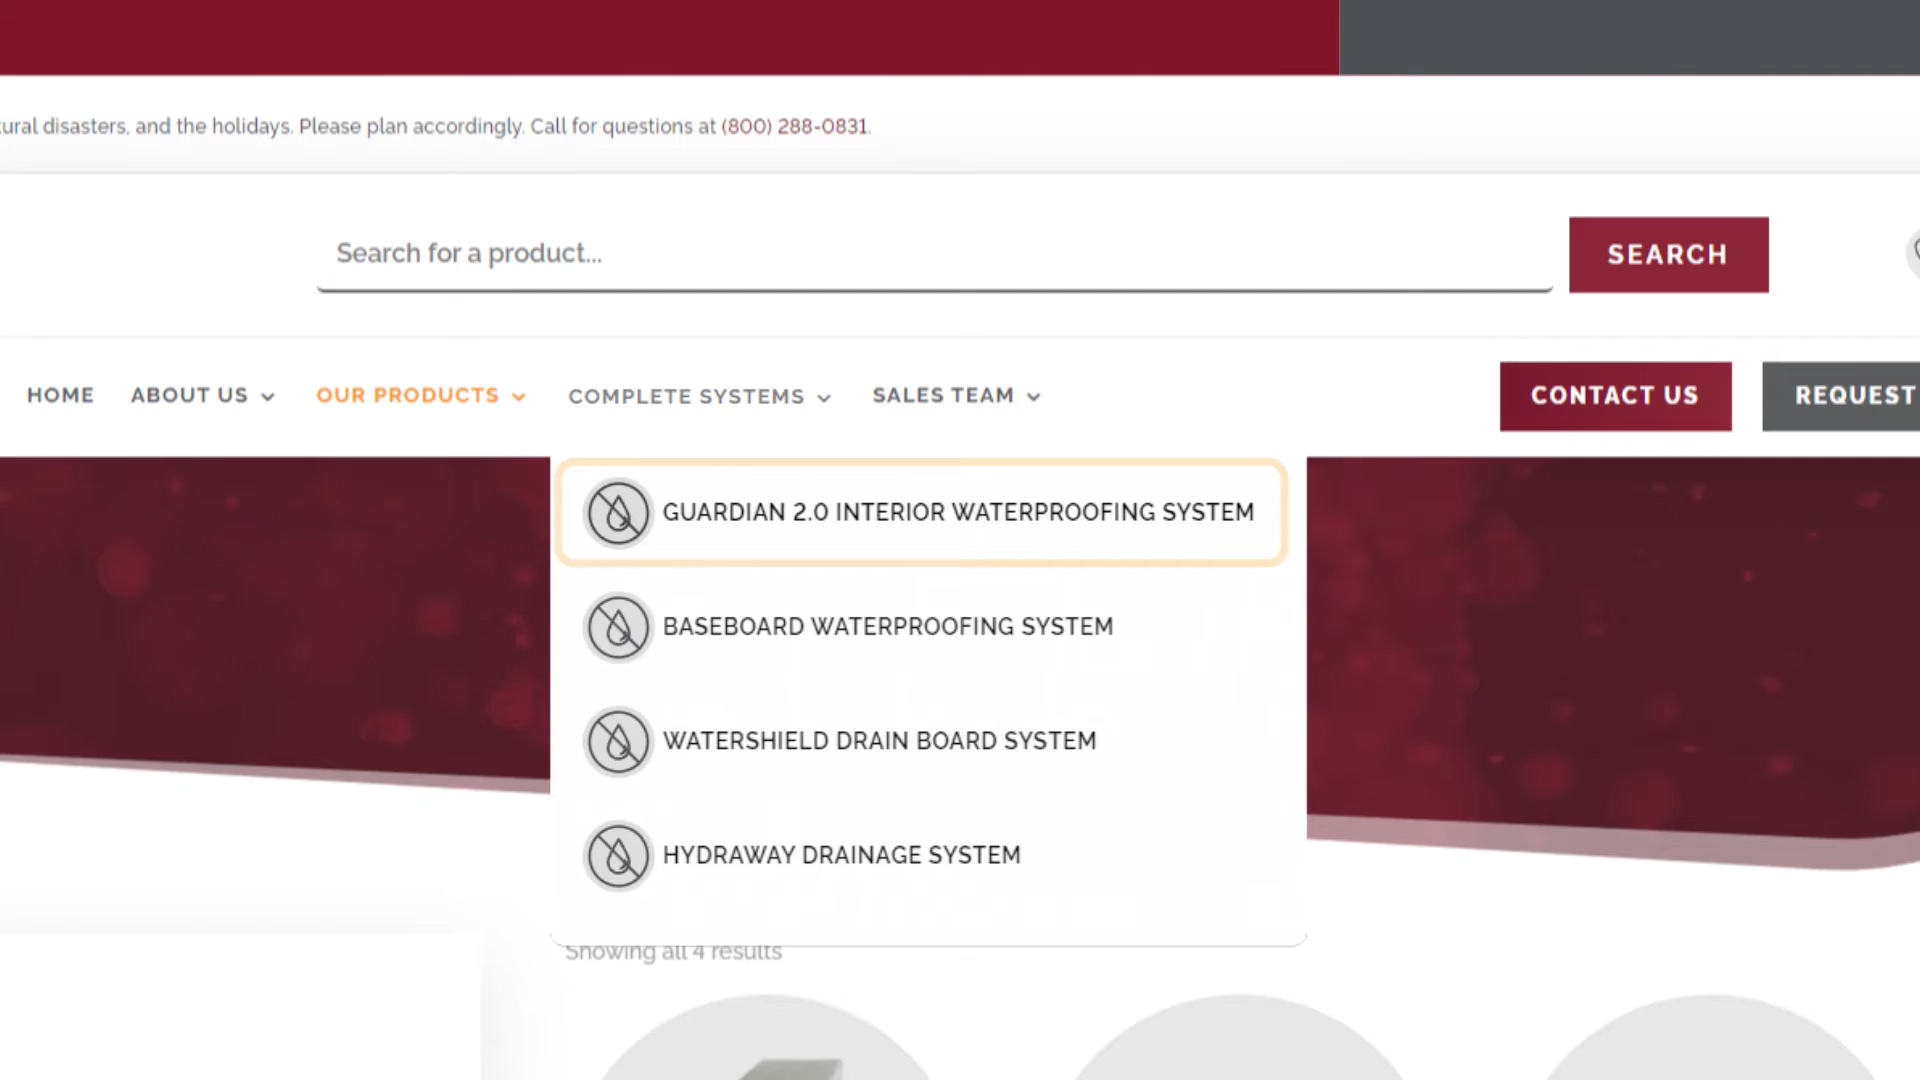 ural disasters, and the holidays. Please plan accordingly. Call for questions at (800) 288-0831.
Search for a product...
SEARCH
HOME
ABOUT US
OUR PRODUCTS
COMPLETE SYSTEMS
SALES TEAM
CONTACT US
REQUEST
GUARDIAN 2.0 INTERIOR WATERPROOFING SYSTEM
BASEBOARD WATERPROOFING SYSTEM
WATERSHIELD DRAIN BOARD SYSTEM
HYDRAWAY DRAINAGE SYSTEM
Showing all 4 results